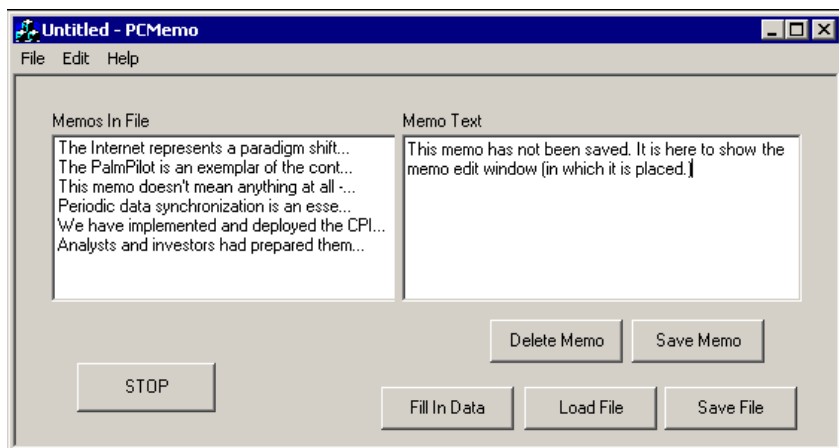 Untitled - PCMemo
File Edit Help
Memos In File
The Internet represents a paradigm shift...
The PalmPilot is an exemplar of the cont...
This memo doesn't mean anything at all -...
Periodic data synchronization is an esse...
We have implemented and deployed the CPI...
Analysts and investors had prepared them...
Memo Text
This memo has not been saved. It is here to show the
memo edit window (in which it is placed.)
Delete Memo Save Memo
STOP
Fill In Data Load File Save File